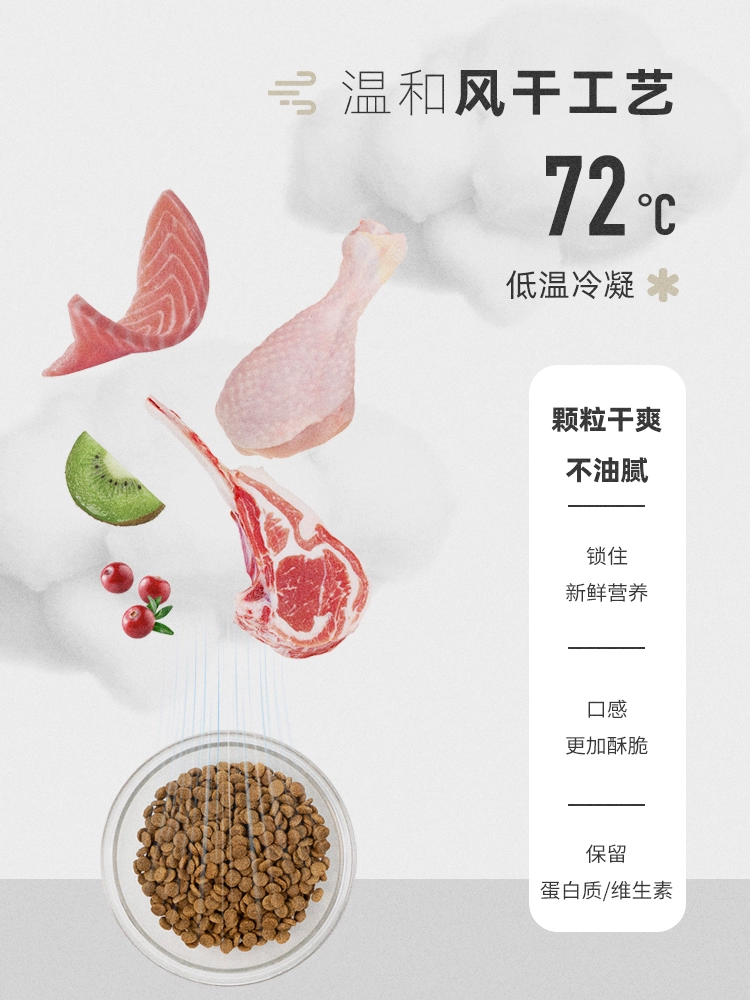 温和风干工艺
72℃
低温冷凝
颗粒干爽
不油腻
锁住
新鲜营养
口感
更加酥脆
保留
蛋白质/维生素